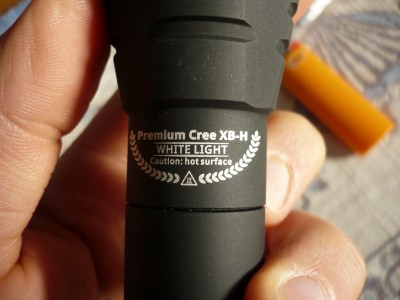 Premium Cree XB-H
WHITE LIGHT
Caution: hot surface